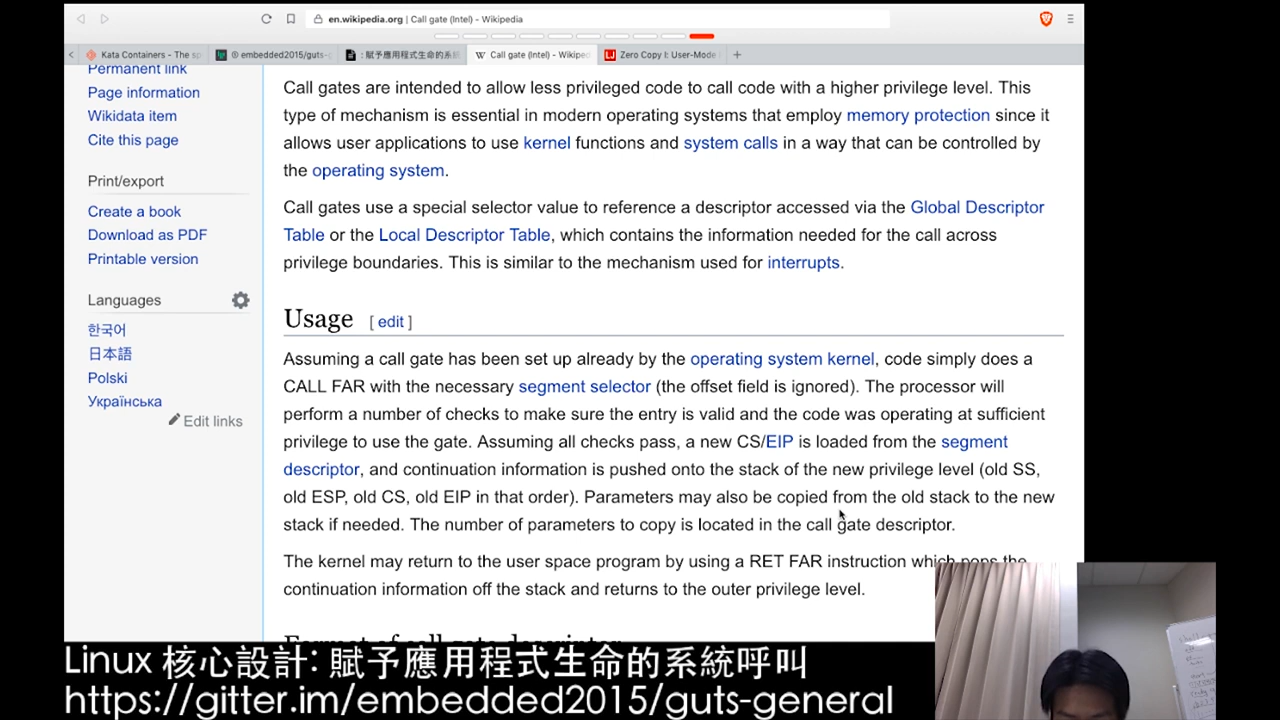 en.wikipedia.org | Call gate (Intel) - Wikipedia
Kata Containers - The sp
embedded2015/guts-
: 賦予應用程式生命的系統
W Call gate (Intel) - Wikiped
Zero Copy I: User-Mode
Permanent link
Page information
Wikidata item
Cite this page
Print/export
Create a book
Download as PDF
Printable version
Languages
한국어
日本語
Polski
Українська
Edit links
Call gates are intended to allow less privileged code to call code with a higher privilege level. This
type of mechanism is essential in modern operating systems that employ memory protection since it
allows user applications to use kernel functions and system calls in a way that can be controlled by
the operating system.
Call gates use a special selector value to reference a descriptor accessed via the Global Descriptor
Table or the Local Descriptor Table, which contains the information needed for the call across
privilege boundaries. This is similar to the mechanism used for interrupts.
Usage [ edit ]
Assuming a call gate has been set up already by the operating system kernel, code simply does a
CALL FAR with the necessary segment selector (the offset field is ignored). The processor will
perform a number of checks to make sure the entry is valid and the code was operating at sufficient
privilege to use the gate. Assuming all checks pass, a new CS/EIP is loaded from the segment
descriptor, and continuation information is pushed onto the stack of the new privilege level (old SS,
old ESP, old CS, old EIP in that order). Parameters may also be copied from the old stack to the new
stack if needed. The number of parameters to copy is located in the call gate descriptor.
The kernel may return to the user space program by using a RET FAR instruction which pops the
continuation information off the stack and returns to the outer privilege level.
Format of call gate descriptor
Linux 核心設計: 賦予應用程式生命的系統呼叫
https://gitter.im/embedded2015/guts-general